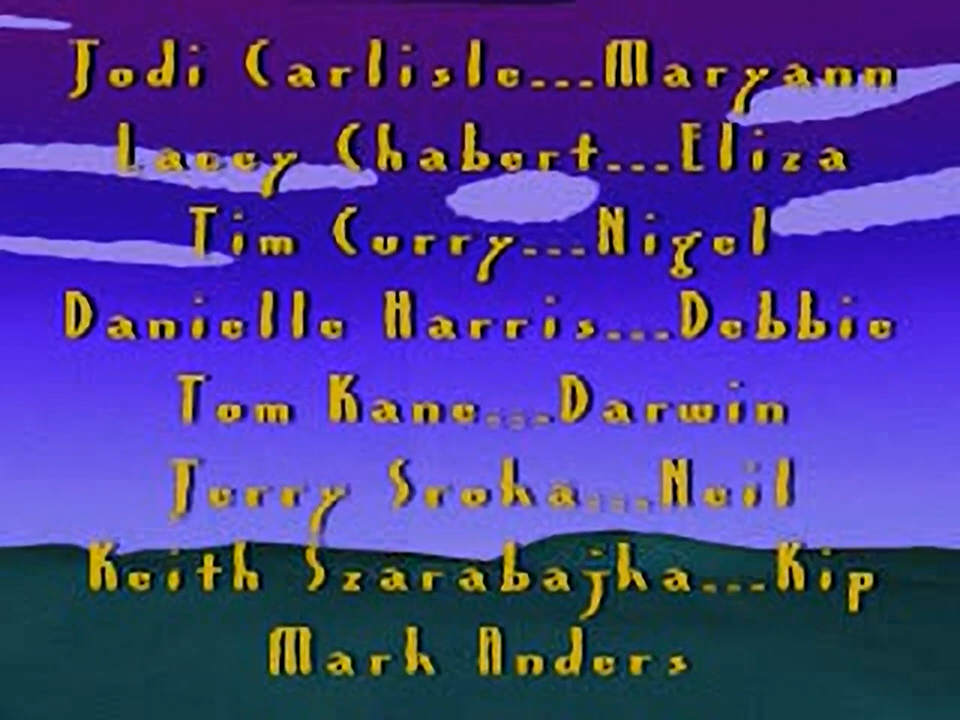 Jodi Carlisle...Maryann
Lacey Chabert...Eliza
Tim Curry...Nigel
Danielle Harris...Debbie
Tom Kane...Darwin
Jerry Sroka...Neil
Keith Szarabajka...Kip
Mark Anders